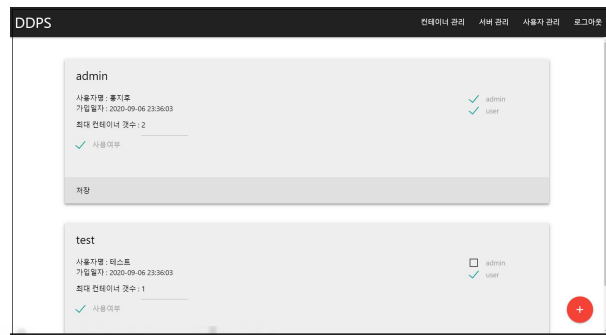 DDPS
컨테이너 관리 서버 관리 사용자 관리 로그아웃
admin
사용자명 : 홍지후
가입일자 : 2020-09-06 23:36:03
최대 컨테이너 갯수 : 2
사용여부
admin
user
저장
test
사용자명 : 테스트
가입일자 : 2020-09-06 23:36:03
최대 컨테이너 갯수 : 1
사용여부
admin
user
+